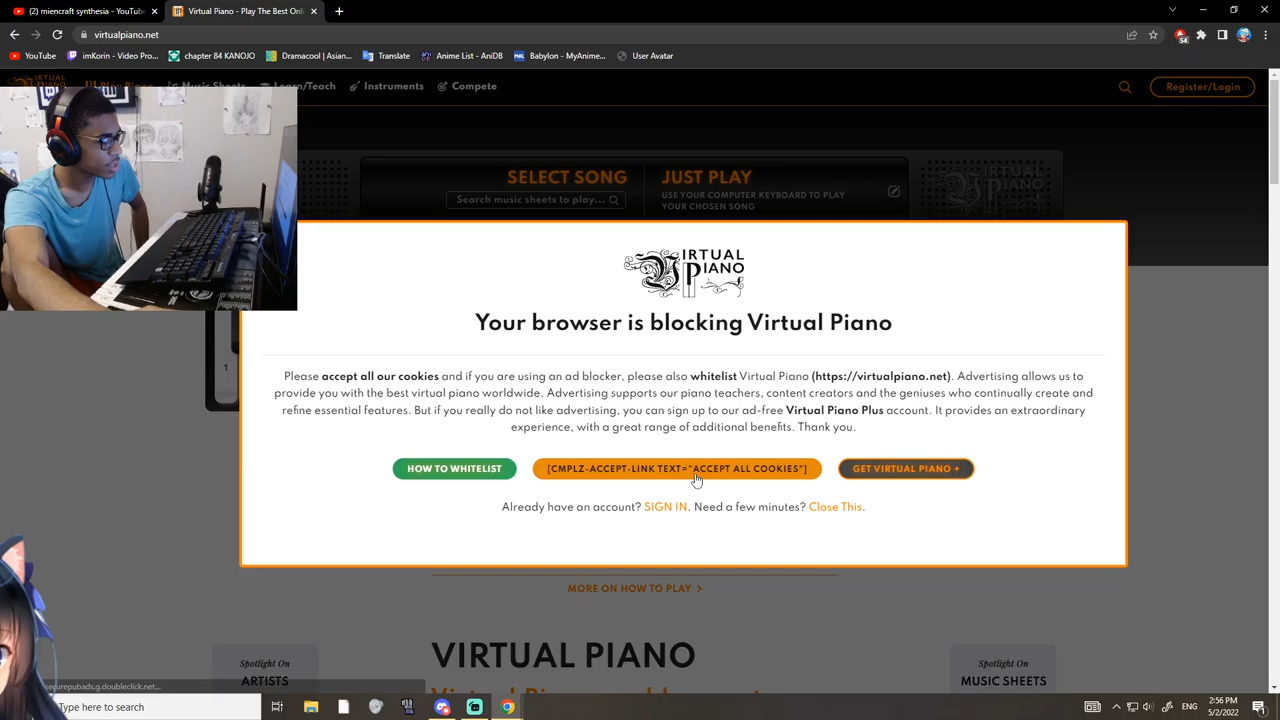 (2) miencraft synthesis - YouTube
Virtual Piano - Play The Best Onli
virtualpiano.net
YouTube
imKorin - Video Pro...
chapter 84 KANOJO
Dramacool | Asian...
Translate
Anime List - AniDB
Babylon - MyAnime...
User Avatar
Instruments
Compete
Register/Login
SELECT SONG
Search music sheets to play...
JUST PLAY
USE YOUR COMPUTER KEYBOARD TO PLAY
YOUR CHOSEN SONG
VIRTUAL
PIANO
Your browser is blocking Virtual Piano
Please accept all our cookies and if you are using an ad blocker, please also whitelist Virtual Piano (https://virtualpiano.net). Advertising allows us to
provide you with the best virtual piano worldwide. Advertising supports our piano teachers, content creators and the geniuses who continually create and
refine essential features. But if you really do not like advertising, you can sign up to our ad-free Virtual Piano Plus account. It provides an extraordinary
experience, with a great range of additional benefits. Thank you.
HOW TO WHITELIST
[CMPLZ-ACCEPT-LINK TEXT="ACCEPT ALL COOKIES"]
GET VIRTUAL PIANO +
Already have an account? SIGN IN. Need a few minutes? Close This.
1
MORE ON HOW TO PLAY >
VIRTUAL PIANO
Spotlight On
ARTISTS
Spotlight On
MUSIC SHEETS
securepubads.g.doubleclick.net...
Type here to search
ENG
2:56 PM
5/2/2022